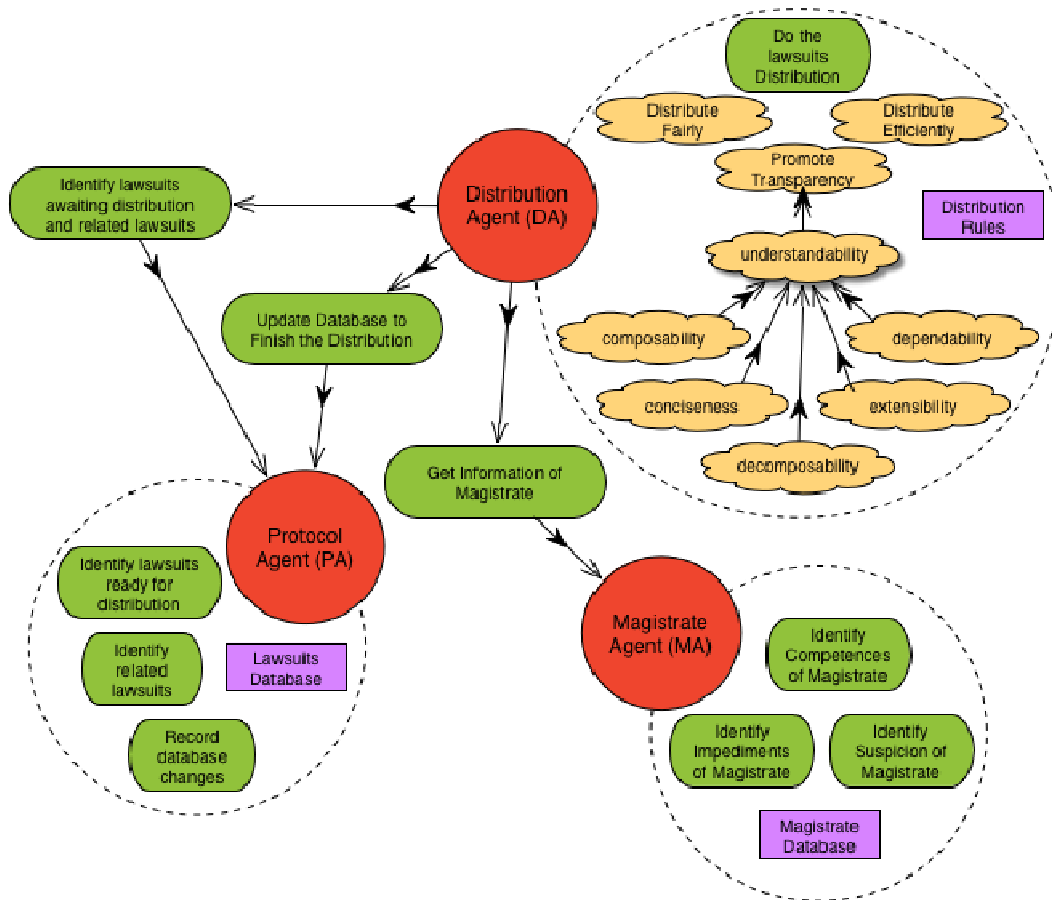 Do the
lawsuits
Distribution
Distribute
Fairly
Distribute
Efficiently
Promote
Transparency
Distribution
Rules
understandability
composability
dependability
conciseness
extensibility
decomposability
Distribution
Agent (DA)
Identify lawsuits
awaiting distribution
and related lawsuits
Update Database to
Finish the Distribution
Get Information of
Magistrate
Protocol
Agent (PA)
Identify lawsuits
ready for
distribution
Identify
related
lawsuits
Lawsuits
Database
Record
database
changes
Magistrate
Agent (MA)
Identify
Competences
of Magistrate
Identify
Impediments
of Magistrate
Identify
Suspicion of
Magistrate
Magistrate
Database